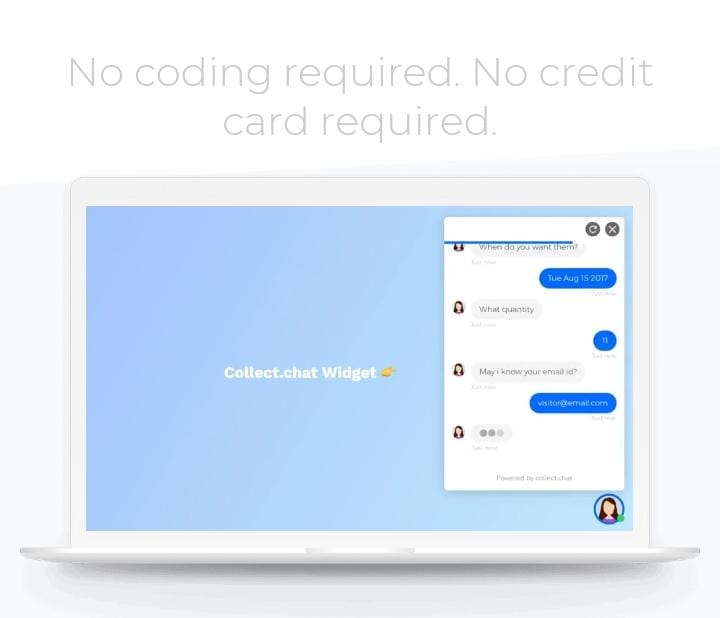 No coding required. No credit
card required.
When do you want them?
Just now
Tue Aug 15 2017
Just now
What quantity
Just now
11
Just now
May i know your email id?
Just now
Collect.chat Widget 👉
visitor@email.com
Just now
Just now
Powered by collect.chat